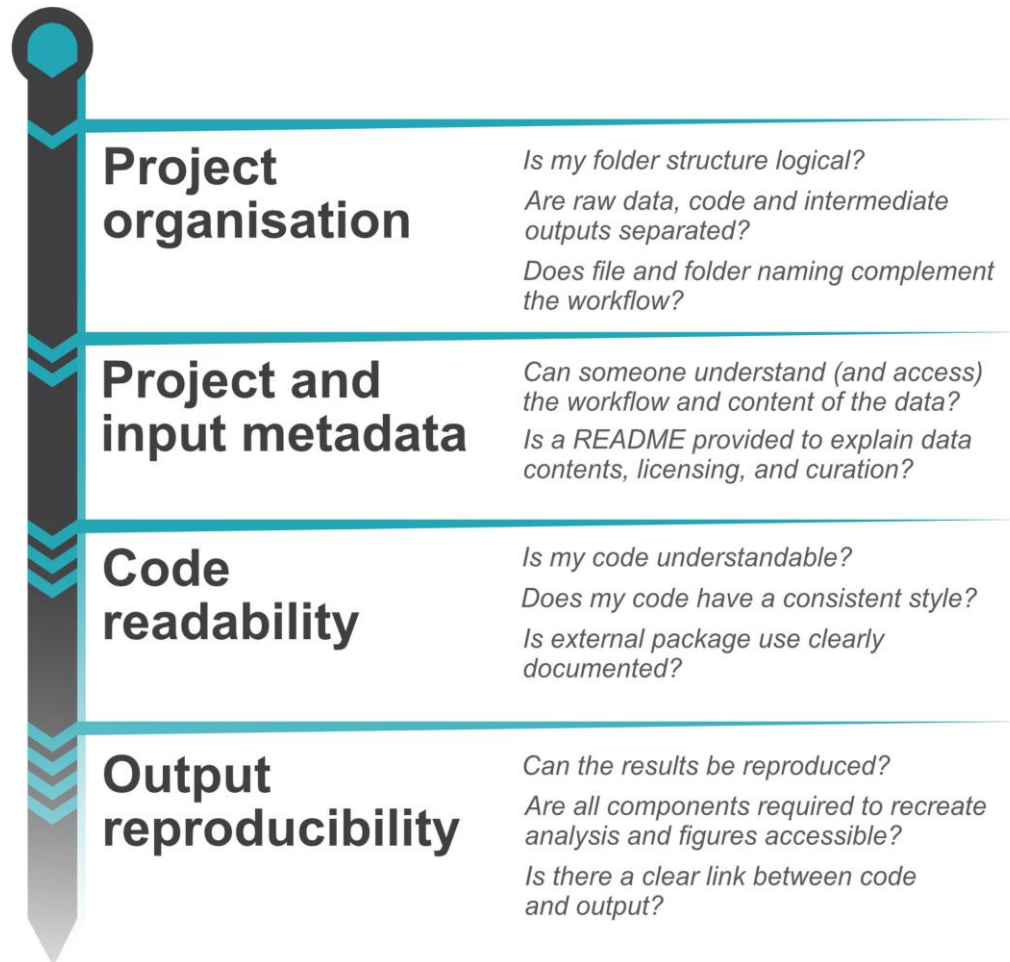 Project
organisation
Is my folder structure logical?
Are raw data, code and intermediate
outputs separated?
Does file and folder naming complement
the workflow?
Project and
input metadata
Can someone understand (and access)
the workflow and content of the data?
Is a README provided to explain data
contents, licensing, and curation?
Code
readability
Is my code understandable?
Does my code have a consistent style?
Is external package use clearly
documented?
Output
reproducibility
Can the results be reproduced?
Are all components required to recreate
analysis and figures accessible?
Is there a clear link between code
and output?